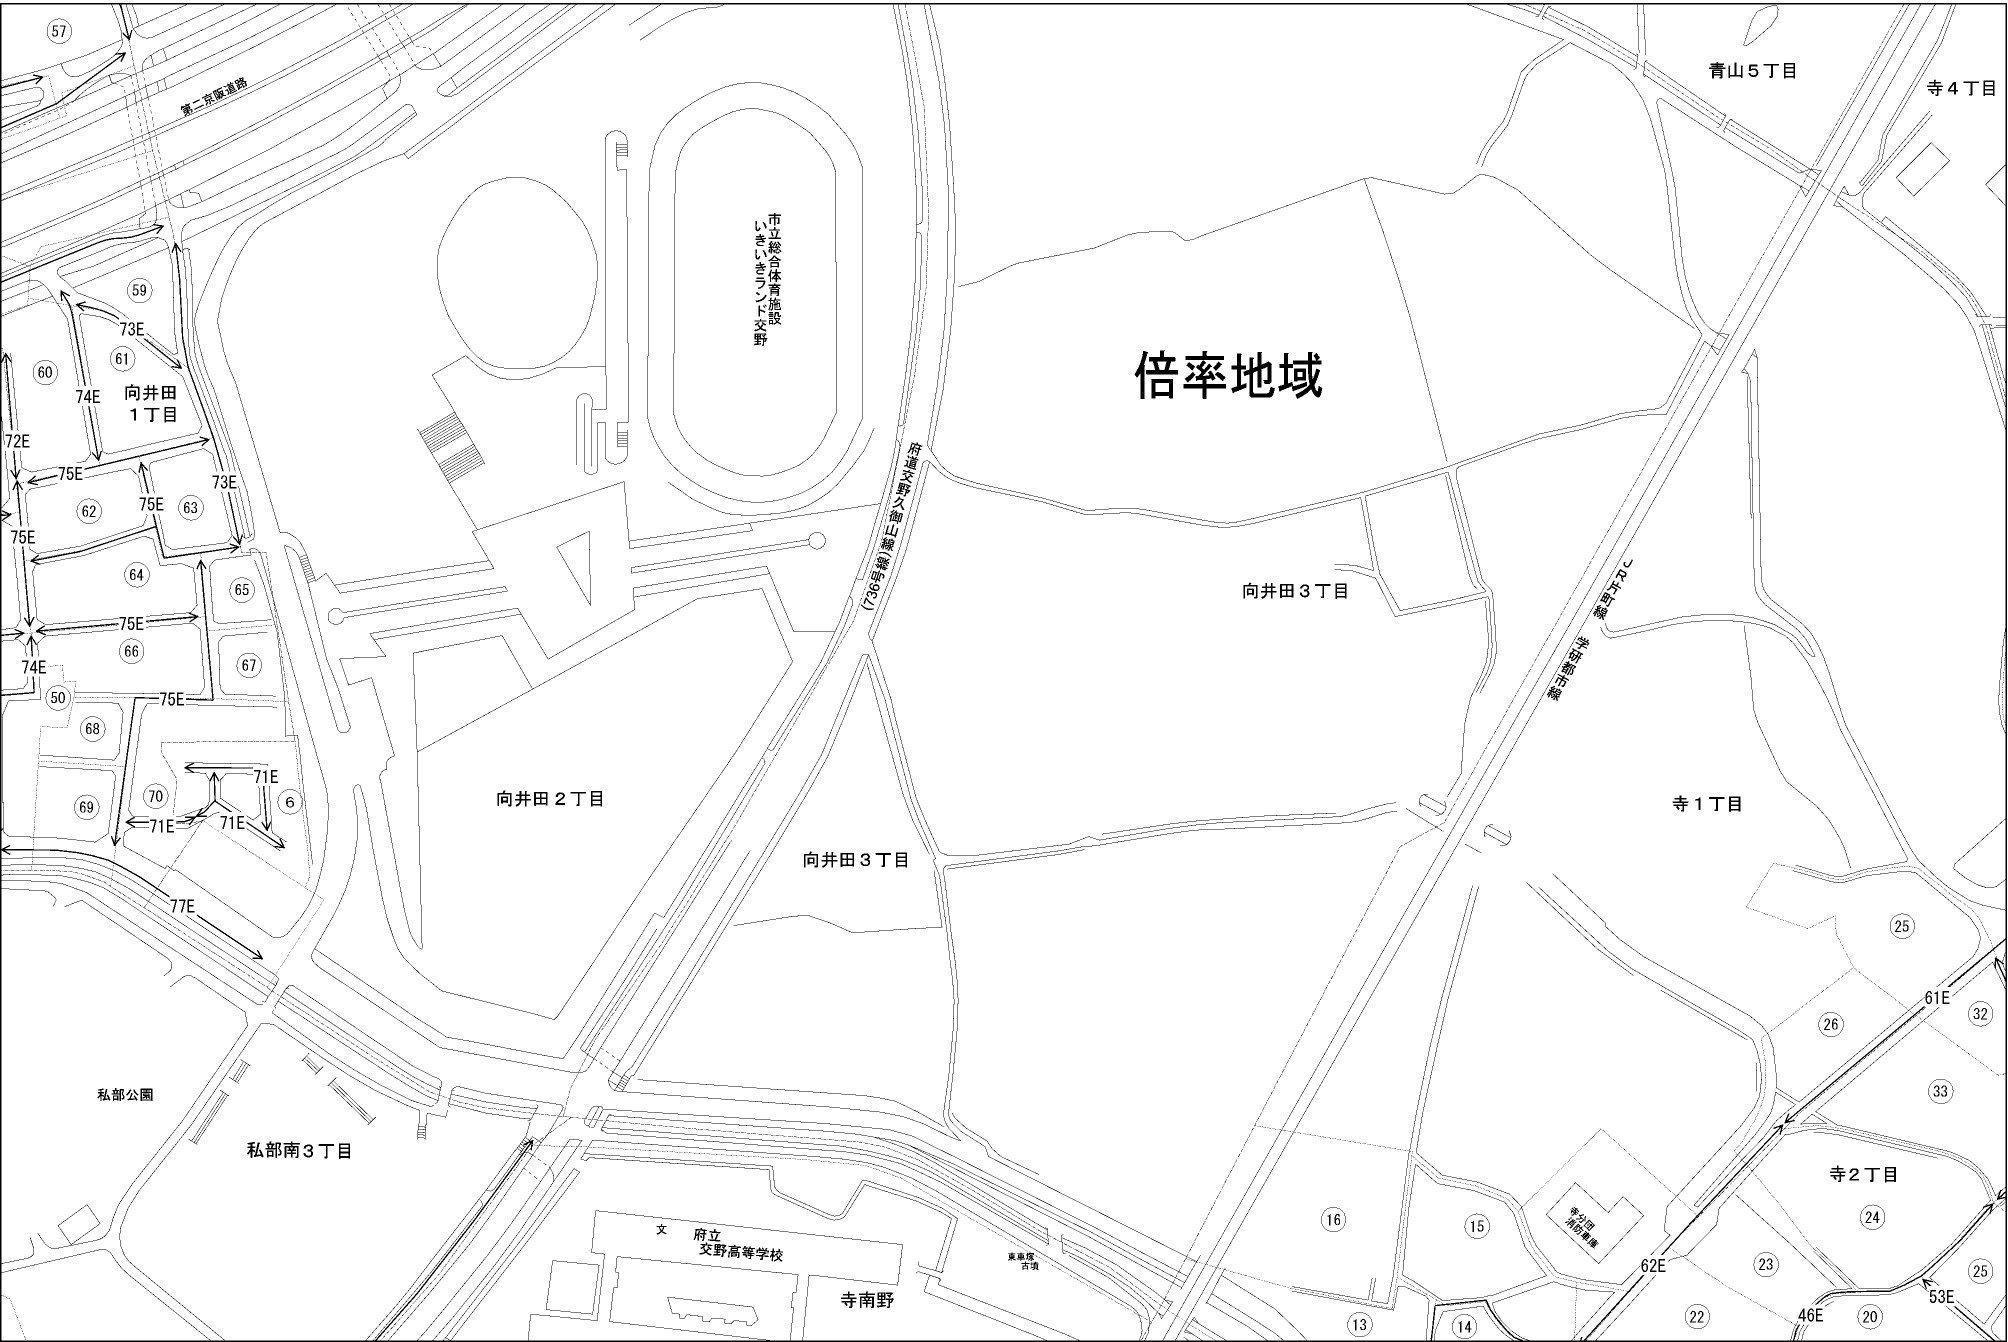 57
第二京阪道路
青山５丁目
寺４丁目
市立総合体育施設
いきいきランド交野
59
73E
61
60
74E
向井田
１丁目
倍率地域
72E
75E
73E
75E
62
63
75E
府道交野久御山線
(736号線)
64
65
向井田３丁目
ＪＲ片町線
学研都市線
75E
66
67
74E
50
75E
68
71E
70
6
69
71E
71E
向井田２丁目
寺１丁目
向井田３丁目
77E
25
61E
32
26
33
私部公園
私部南３丁目
寺２丁目
16
15
24
寺分団
消防車庫
文
府立
交野高等学校
東車塚
古墳
62E
23
25
寺南野
53E
13
14
22
46E
20